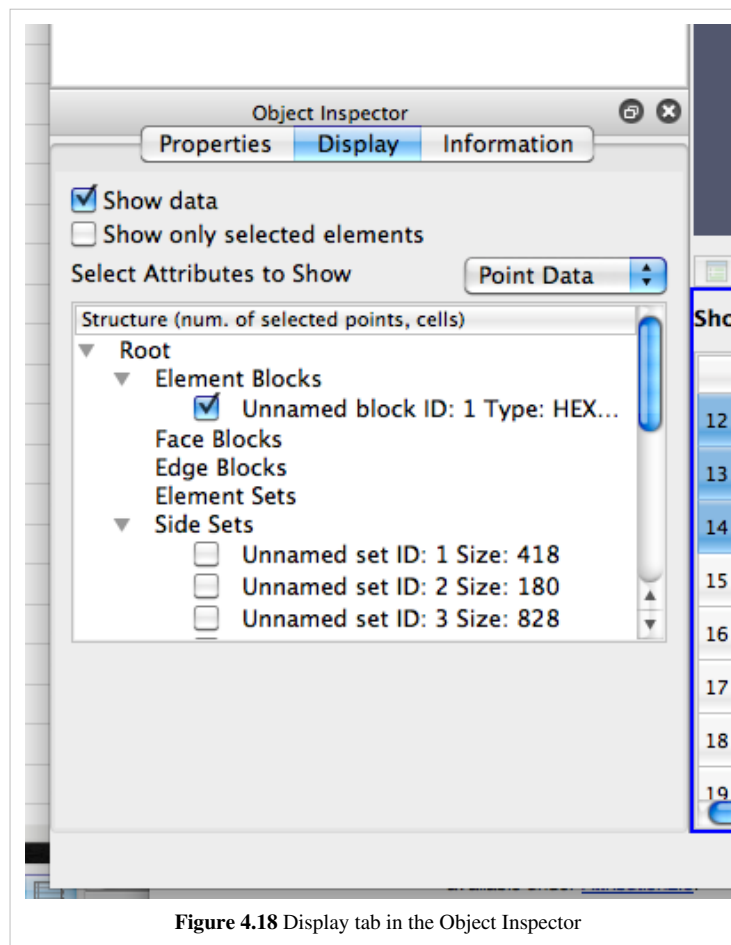 Object Inspector
Properties Display Information
Show data
Show only selected elements
Select Attributes to Show Point Data
Structure (num. of selected points, cells)
Root
Element Blocks
Unnamed block ID: 1 Type: HEX...
Face Blocks
Edge Blocks
Element Sets
Side Sets
Unnamed set ID: 1 Size: 418
Unnamed set ID: 2 Size: 180
Unnamed set ID: 3 Size: 828
Sho
12
13
14
15
16
17
18
19
Figure 4.18 Display tab in the Object Inspector